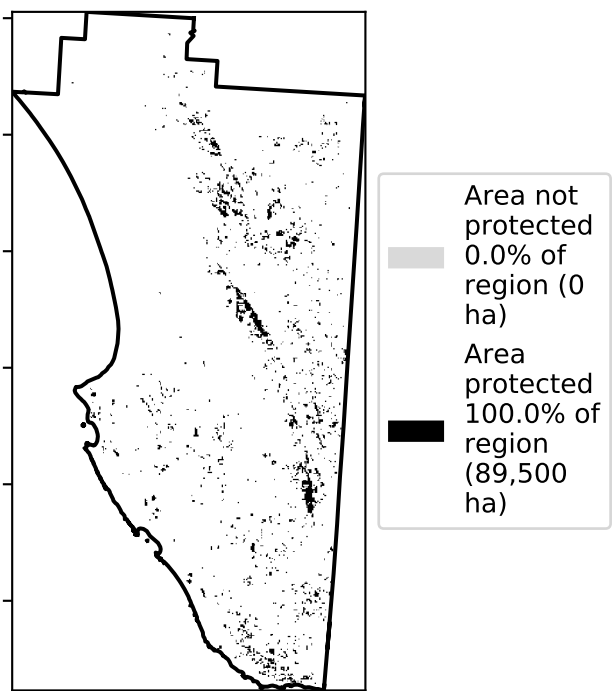 Area not
protected
0.0% of
region (0
ha)
Area
protected
100.0% of
region
(89,500
ha)